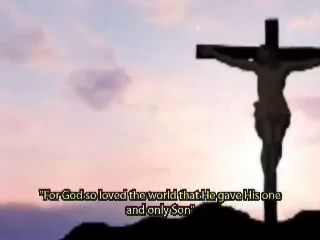 "For God so loved the world that He gave His one
and only Son"